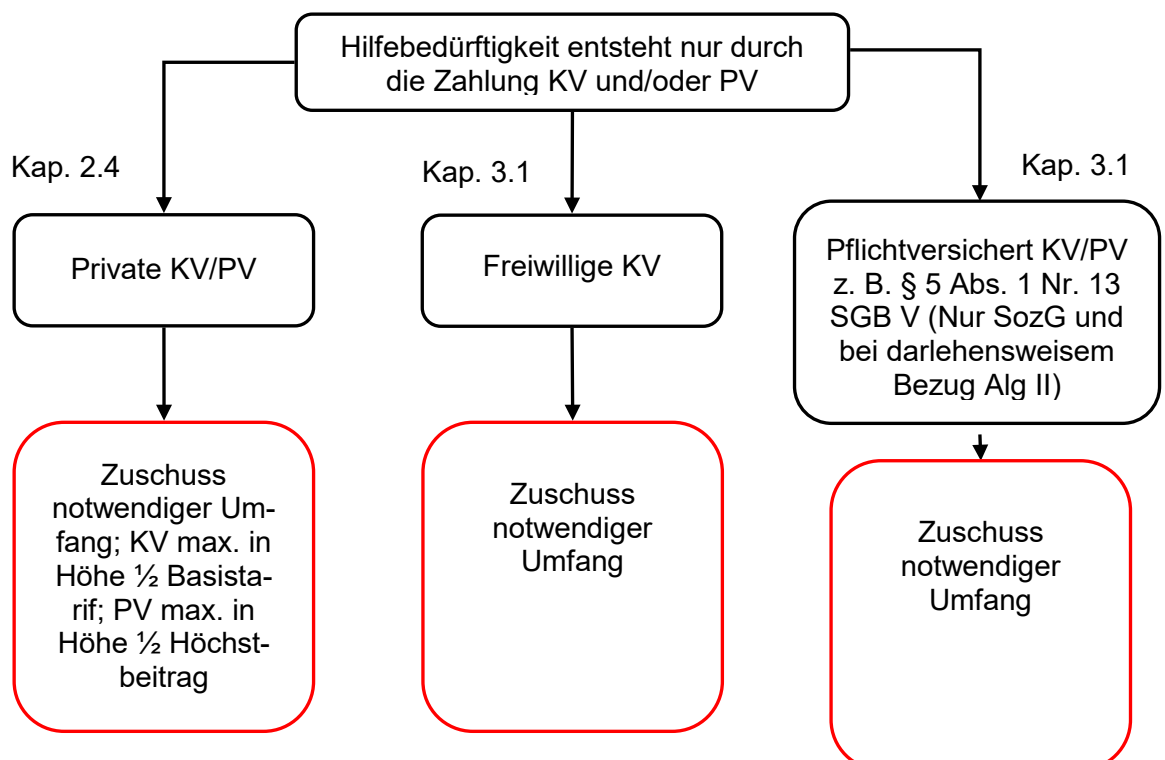 Hilfebedürftigkeit entsteht nur durch
die Zahlung KV und/oder PV
Kap. 2.4
Kap. 3.1
Kap. 3.1
Private KV/PV
Freiwillige KV
Pflichtversichert KV/PV
z. B. § 5 Abs. 1 Nr. 13
SGB V (Nur SozG und
bei darlehensweisem
Bezug Alg II)
Zuschuss
notwendiger Um-
fang; KV max. in
Höhe ½ Basista-
rif; PV max. in
Höhe ½ Höchst-
beitrag
Zuschuss
notwendiger
Umfang
Zuschuss
notwendiger
Umfang